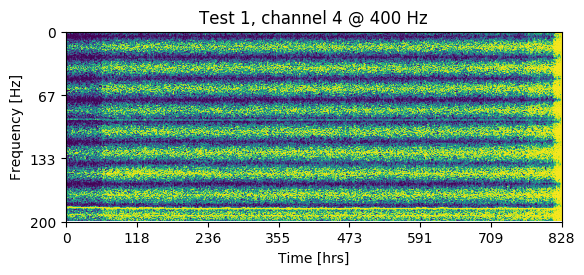 Test 1, channel 4 @ 400 Hz
Frequency [Hz]
0
67
133
200
0 118 236 355 473 591 709 828
Time [hrs]